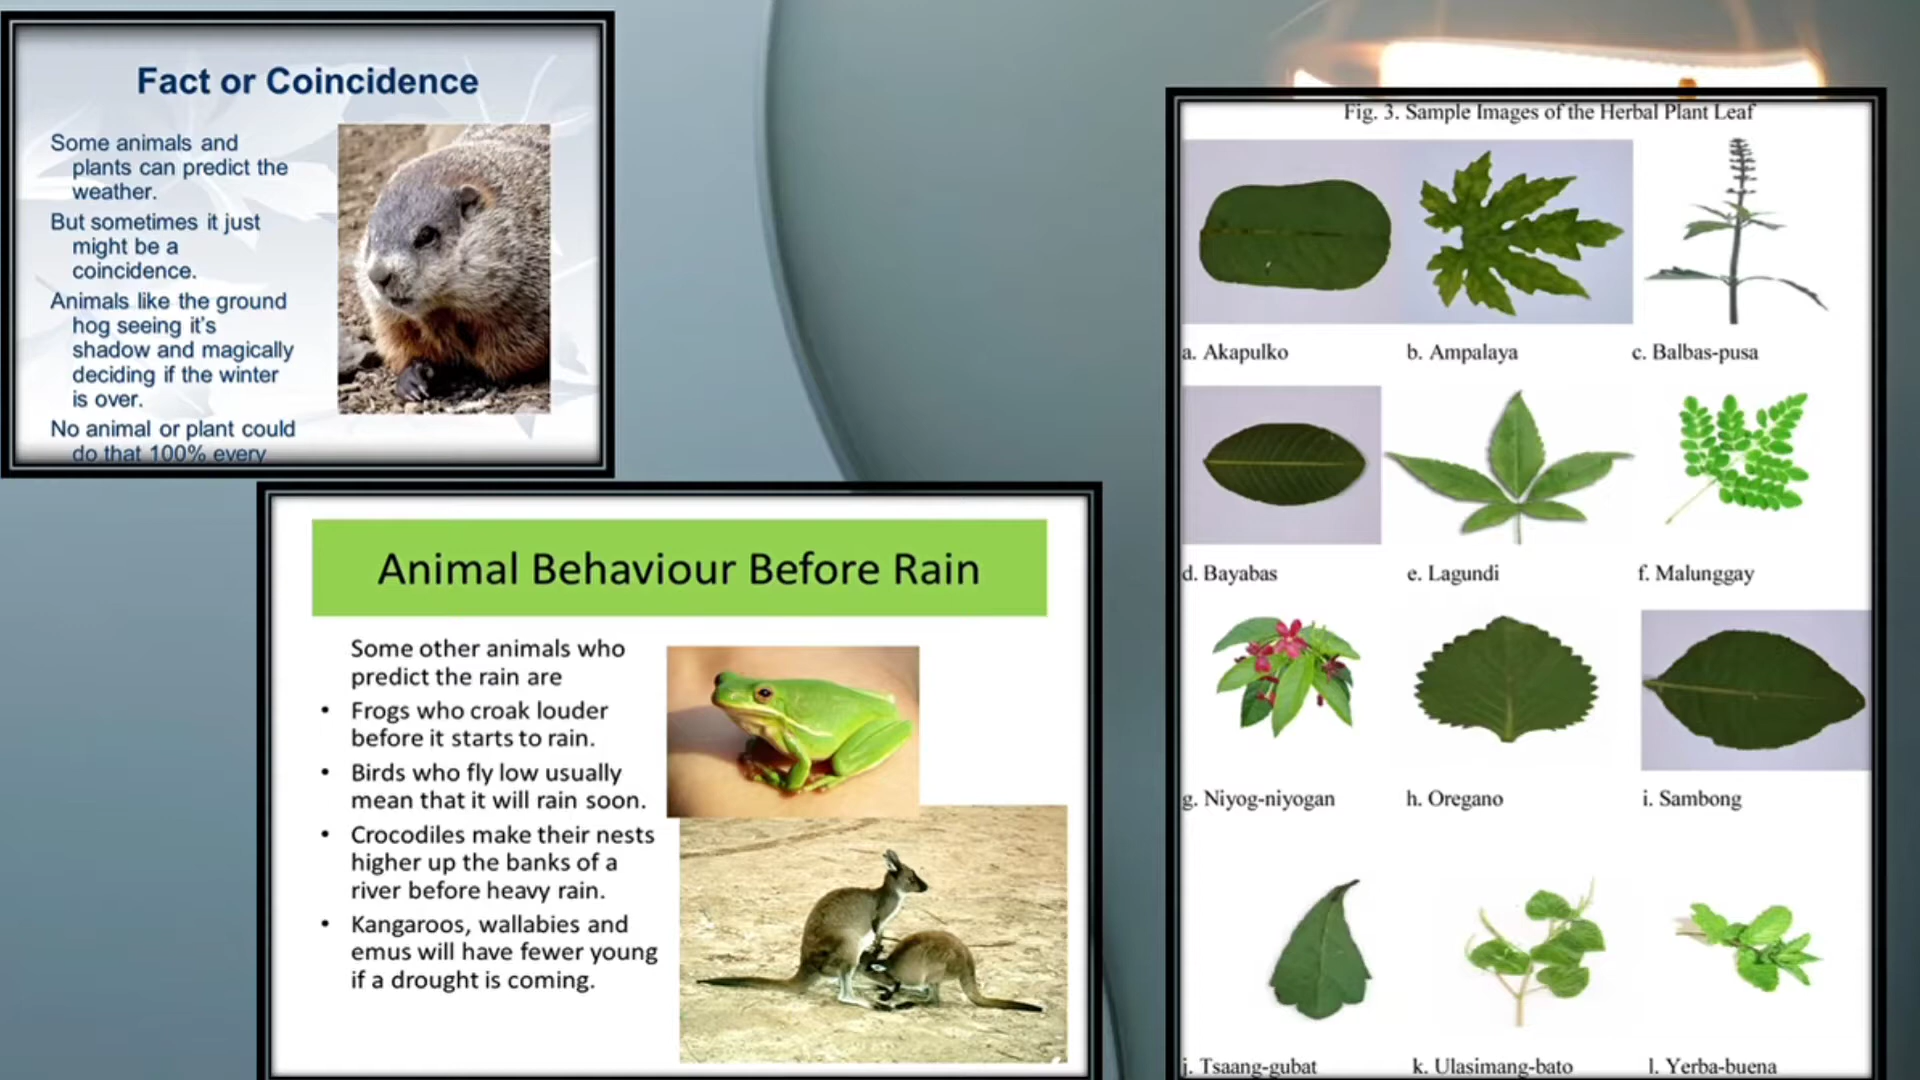 Fact or Coincidence
Some animals and
plants can predict the
weather.
But sometimes it just
might be a
coincidence.
Animals like the ground
hog seeing it's
shadow and magically
deciding if the winter
is over.
No animal or plant could
do that 100% every
Animal Behaviour Before Rain
Some other animals who
predict the rain are
• Frogs who croak louder
before it starts to rain.
• Birds who fly low usually
mean that it will rain soon.
• Crocodiles make their nests
higher up the banks of a
river before heavy rain.
• Kangaroos, wallabies and
emus will have fewer young
if a drought is coming.
Fig. 3. Sample Images of the Herbal Plant Leaf
a. Akapulko
b. Ampalaya
c. Balbas-pusa
d. Bayabas
e. Lagundi
f. Malunggay
g. Niyog-niyogan
h. Oregano
i. Sambong
j. Tsaang-gubat
k. Ulasimang-bato
l. Yerba-buena